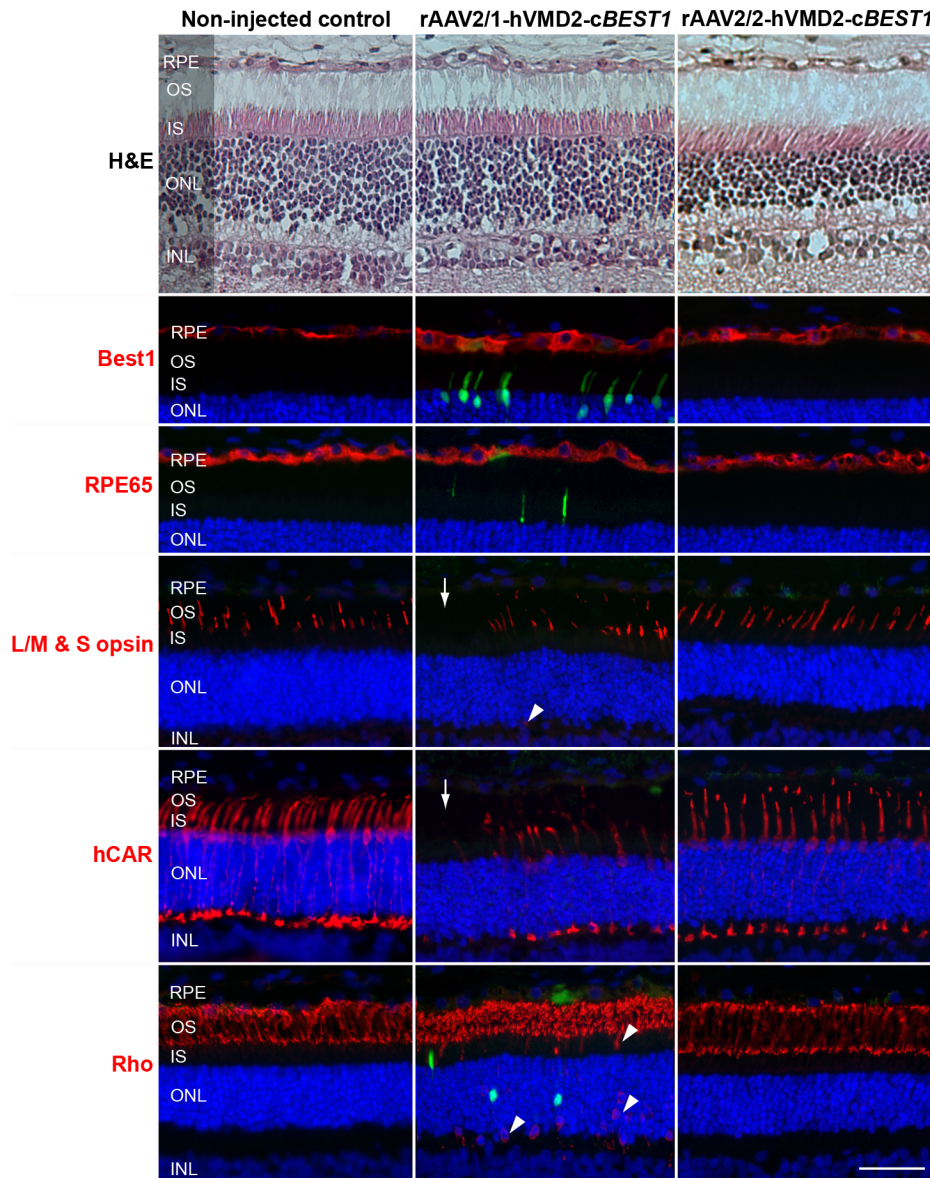 Non-injected control rAAV2/1-hVMD2-cBEST1 rAAV2/2-hVMD2-cBEST1
H&E
RPE
OS
IS
ONL
INL
Best1
RPE
OS
IS
ONL
RPE65
RPE
OS
IS
ONL
L/M & S opsin
RPE
OS
IS
ONL
INL
hCAR
RPE
OS
IS
ONL
INL
Rho
RPE
OS
IS
ONL
INL